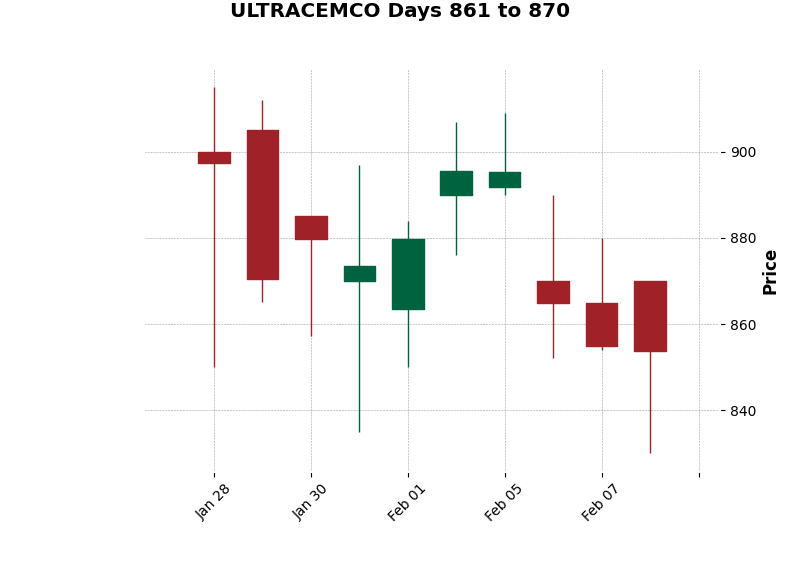 ULTRACEMCO Days 861 to 870
900
880
860
840
Price
Jan 28
Jan 30
Feb 01
Feb 05
Feb 07